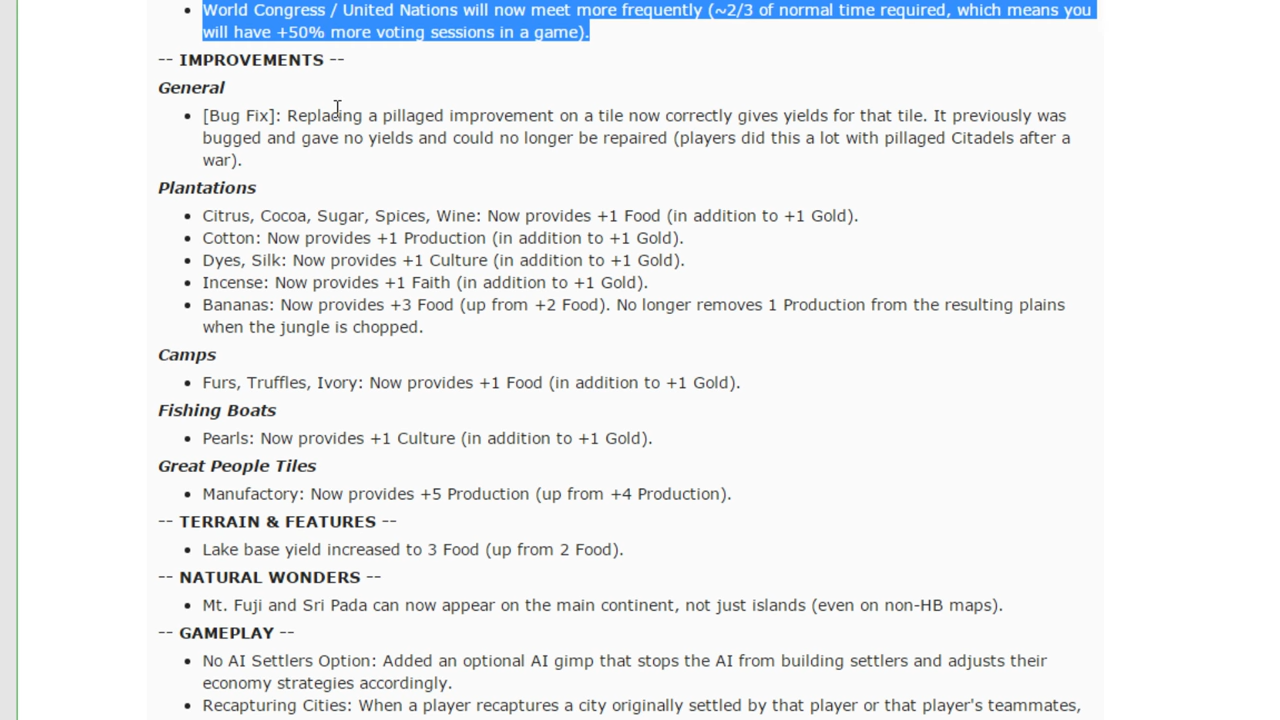 World Congress / United Nations will now meet more frequently (~2/3 of normal time required, which means you
will have +50% more voting sessions in a game).
-- IMPROVEMENTS --
General
[Bug Fix]: Replacing a pillaged improvement on a tile now correctly gives yields for that tile. It previously was
bugged and gave no yields and could no longer be repaired (players did this a lot with pillaged Citadels after a
war).
Plantations
Citrus, Cocoa, Sugar, Spices, Wine: Now provides +1 Food (in addition to +1 Gold).
Cotton: Now provides +1 Production (in addition to +1 Gold).
Dyes, Silk: Now provides +1 Culture (in addition to +1 Gold).
Incense: Now provides +1 Faith (in addition to +1 Gold).
Bananas: Now provides +3 Food (up from +2 Food). No longer removes 1 Production from the resulting plains
when the jungle is chopped.
Camps
Furs, Truffles, Ivory: Now provides +1 Food (in addition to +1 Gold).
Fishing Boats
Pearls: Now provides +1 Culture (in addition to +1 Gold).
Great People Tiles
Manufactory: Now provides +5 Production (up from +4 Production).
-- TERRAIN & FEATURES --
Lake base yield increased to 3 Food (up from 2 Food).
-- NATURAL WONDERS --
Mt. Fuji and Sri Pada can now appear on the main continent, not just islands (even on non-HB maps).
-- GAMEPLAY --
No AI Settlers Option: Added an optional AI gimp that stops the AI from building settlers and adjusts their
economy strategies accordingly.
Recapturing Cities: When a player recaptures a city originally settled by that player or that player's teammates,